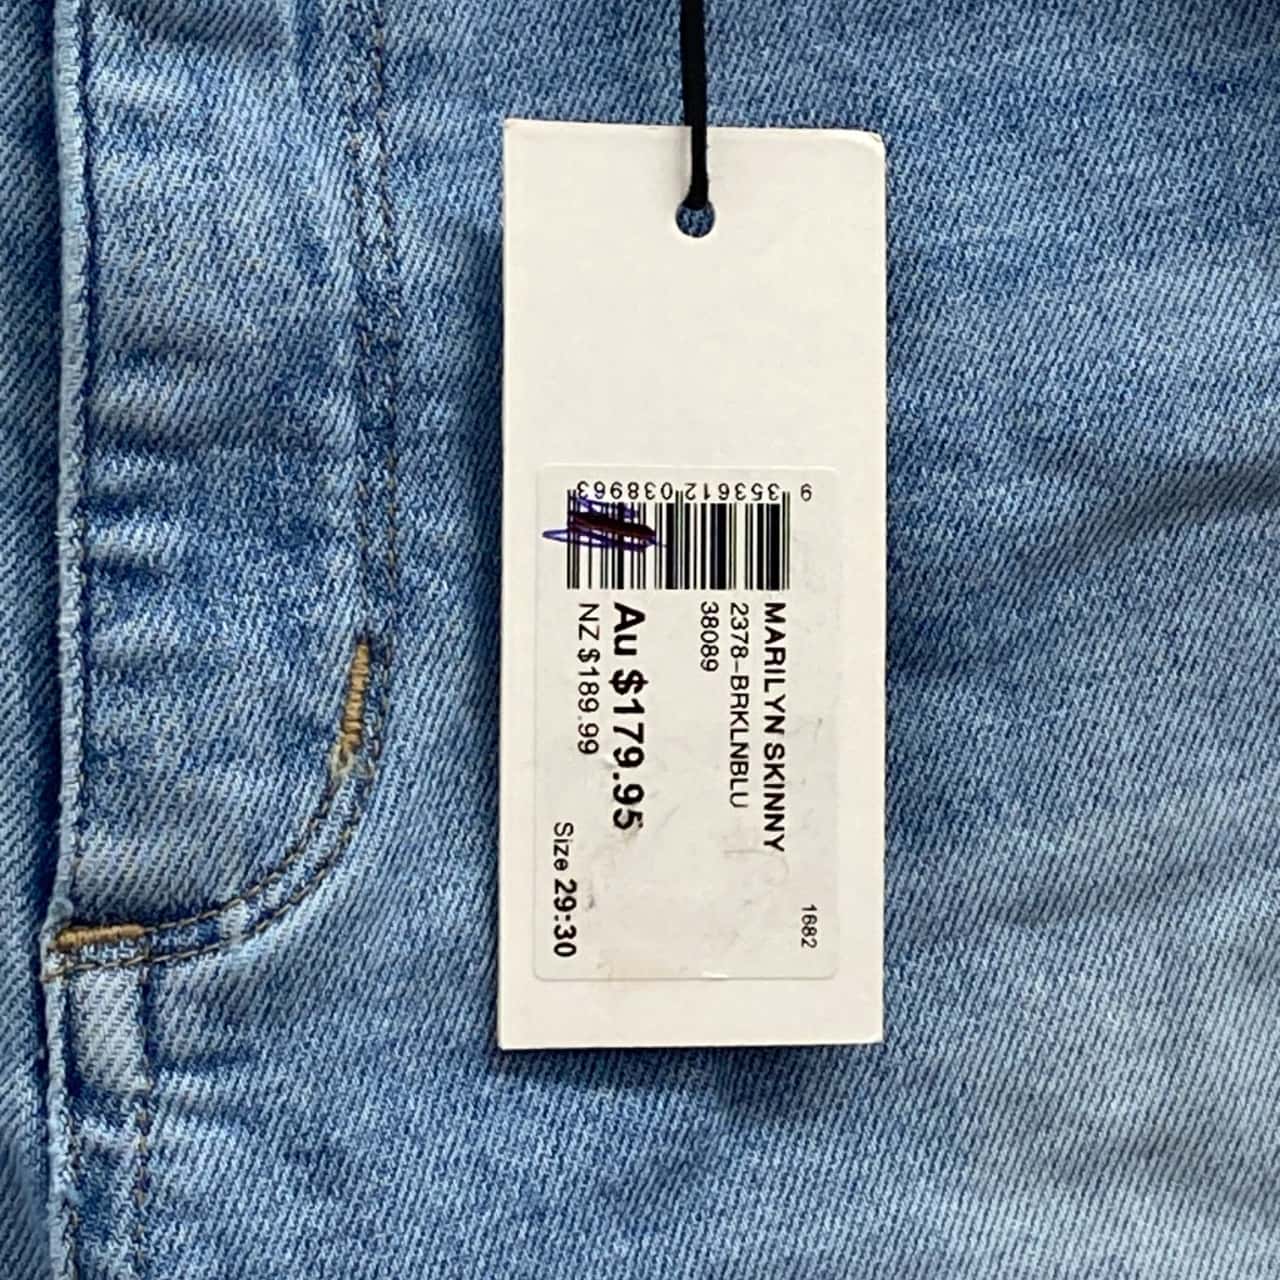 1682
MARILYN SKINNY
2378-BRKLNBLU
38089
Au $179.95
NZ $189.99
Size 29:30
9 353612 038963